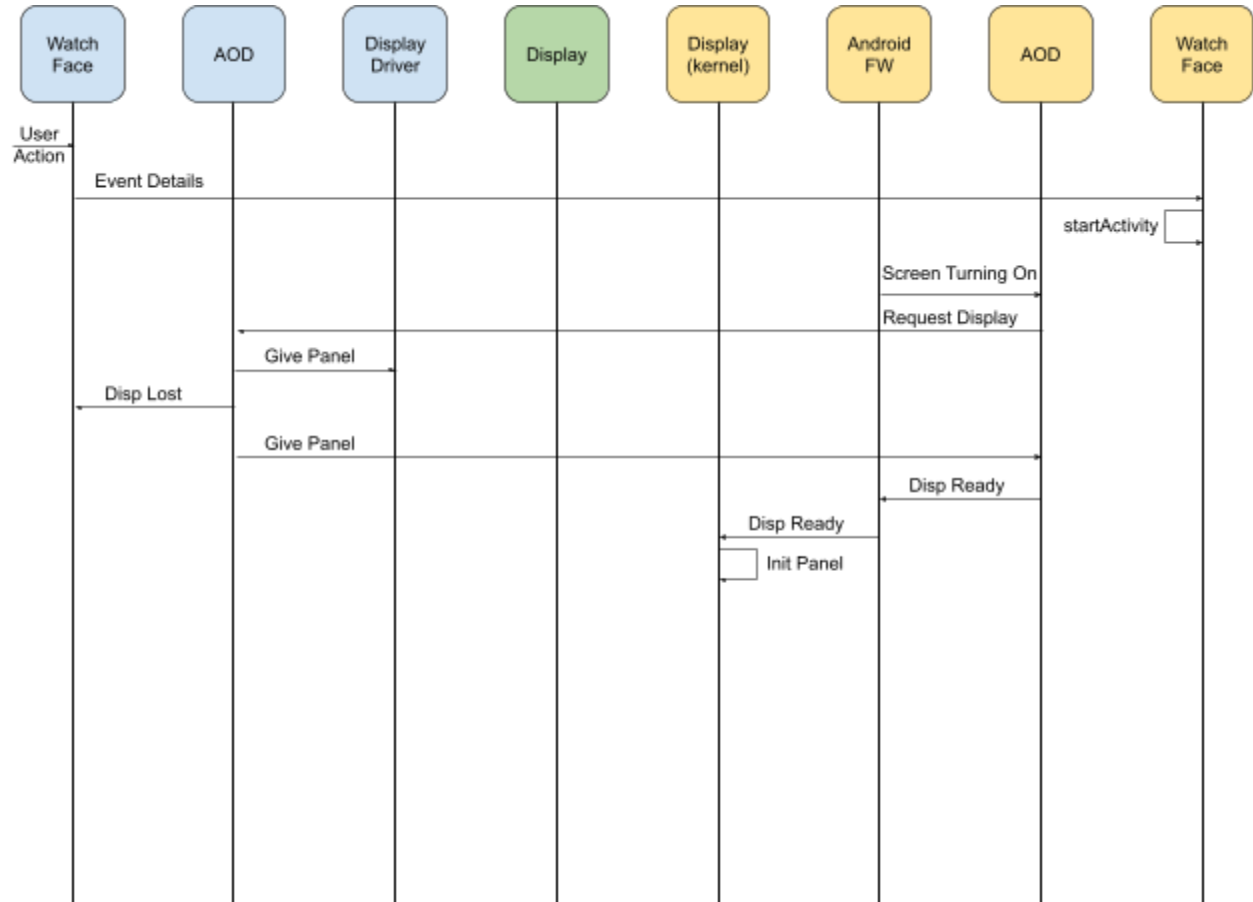 Watch
Face
AOD
Display
Driver
Display
Display
(kernel)
Android
FW
AOD
Watch
Face
User
Action
Event Details
startActivity
Screen Turning On
Request Display
Give Panel
Disp Lost
Give Panel
Disp Ready
Disp Ready
Init Panel